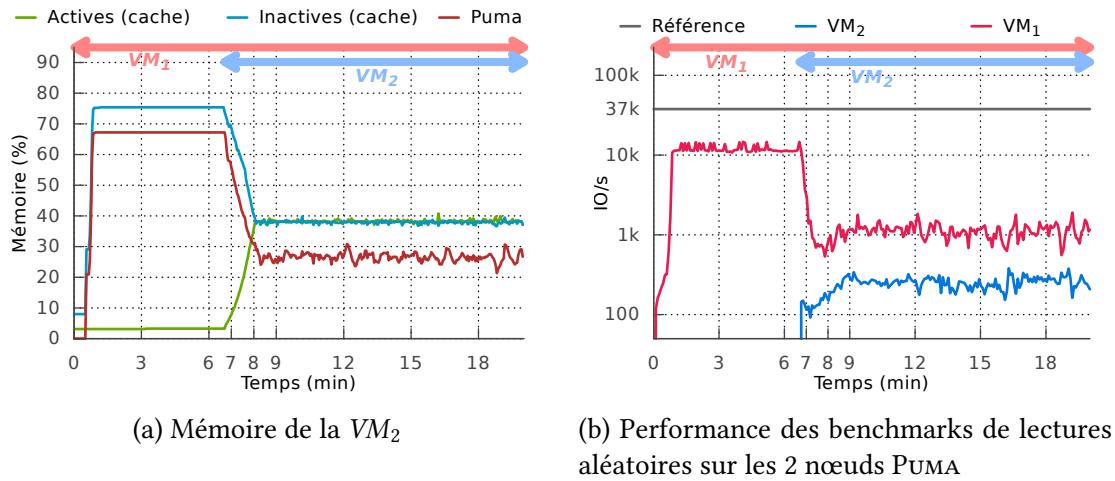 Actives (cache) Inactives (cache) Puma
VM1
VM2
90
80
70
60
50
40
30
20
10
0
Mémoire (%)
0 3 6 7 8 9 12 15 18
Temps (min)
(a) Mémoire de la VM2
Référence VM2 VM1
VM1
VM2
100k
37k
10k
1k
100
IO/s
0 3 6 7 8 9 12 15 18
Temps (min)
(b) Performance des benchmarks de lectures
aléatoires sur les 2 nœuds PUMA